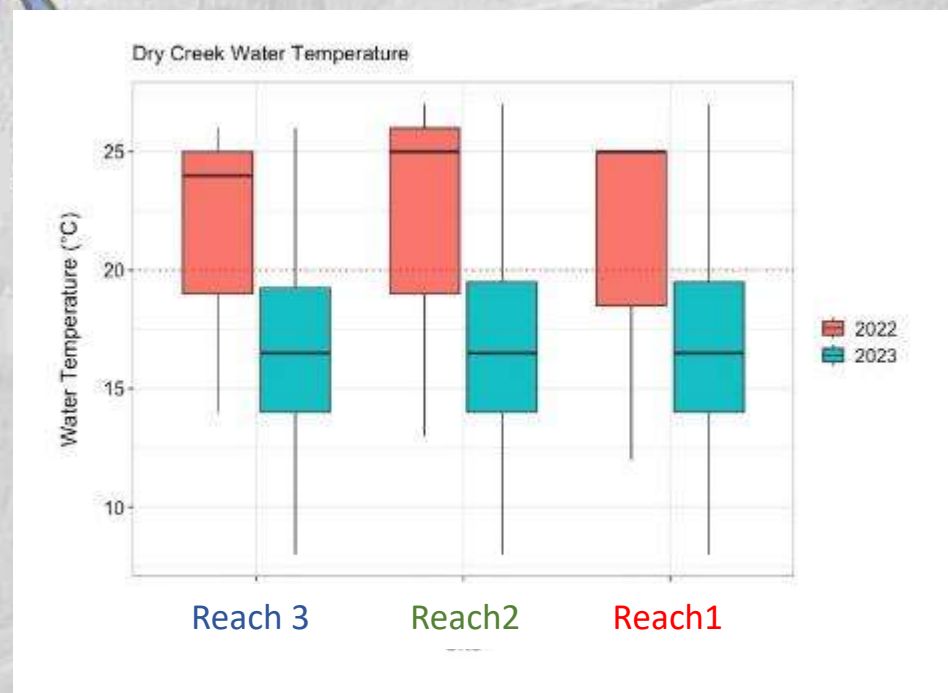 Dry Creek Water Temperature
Water Temperature (°C)
25
20
15
10
2022
2023
Reach 3
Reach2
Reach1